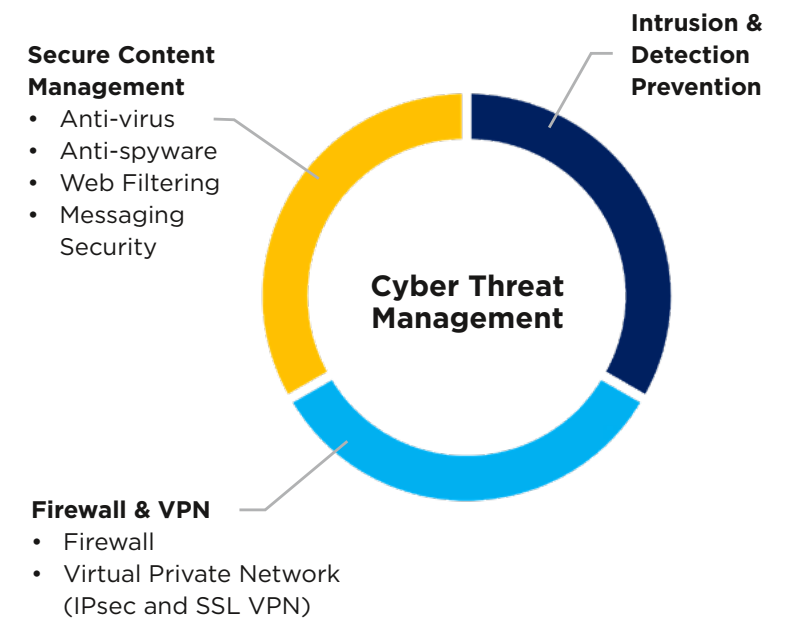 Intrusion &
Detection
Prevention
Secure Content
Management
• Anti-virus
• Anti-spyware
• Web Filtering
• Messaging
Security
Cyber Threat
Management
Firewall & VPN
• Firewall
• Virtual Private Network
(IPsec and SSL VPN)